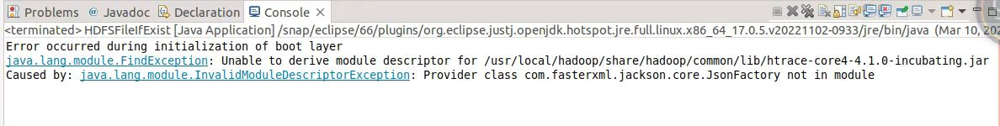 Problems @ Javadoc Declaration Console
<terminated> HDFSFileIfExist [Java Application] /snap/eclipse/66/plugins/org.eclipse.justj.openjdk.hotspot.jre.full.linux.x86_64_17.0.5.v20221102-0933/jre/bin/java (Mar 10, 202
Error occurred during initialization of boot layer
java.lang.module.FindException: Unable to derive module descriptor for /usr/local/hadoop/share/hadoop/common/lib/htrace-core4-4.1.0-incubating.jar
Caused by: java.lang.module.InvalidModuleDescriptorException: Provider class com.fasterxml.jackson.core.JsonFactory not in module